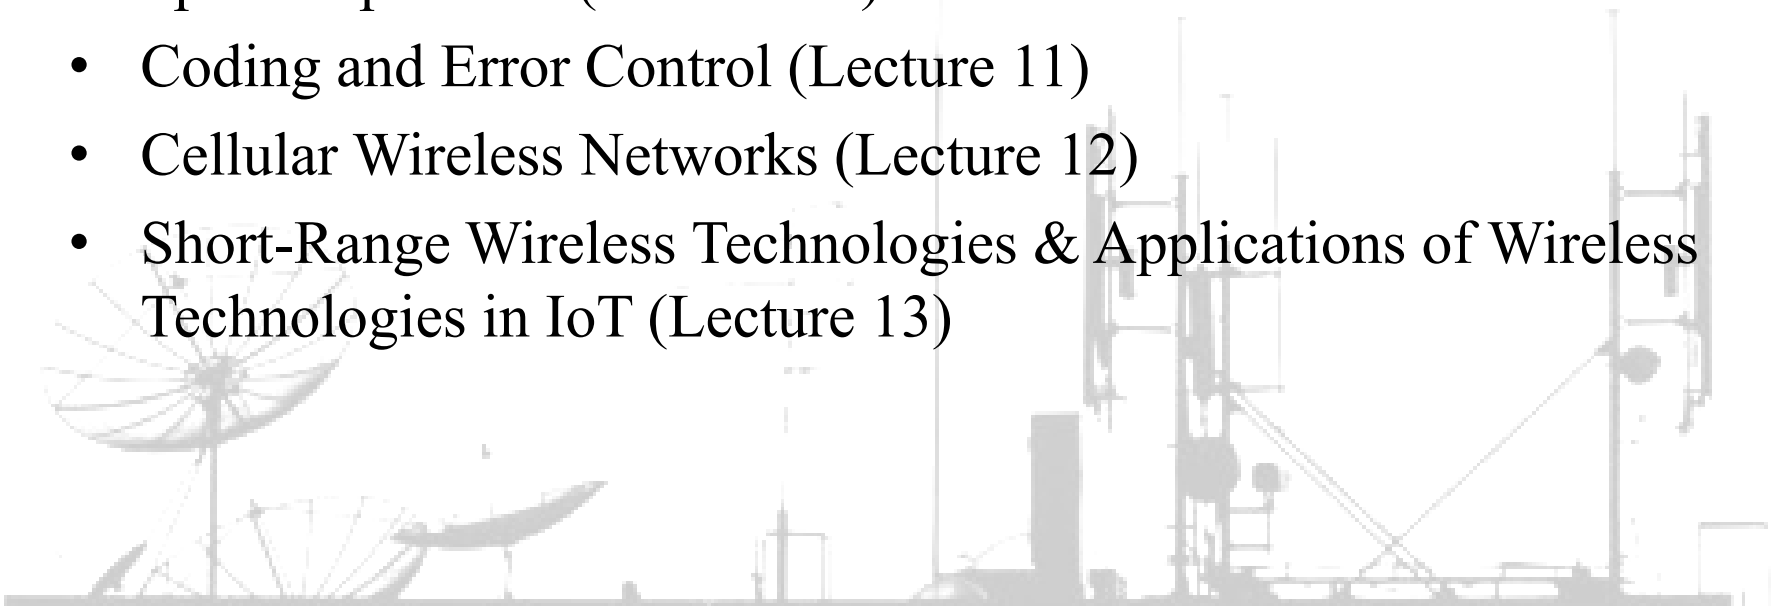 • Coding and Error Control (Lecture 11)
• Cellular Wireless Networks (Lecture 12)
• Short-Range Wireless Technologies & Applications of Wireless
Technologies in IoT (Lecture 13)